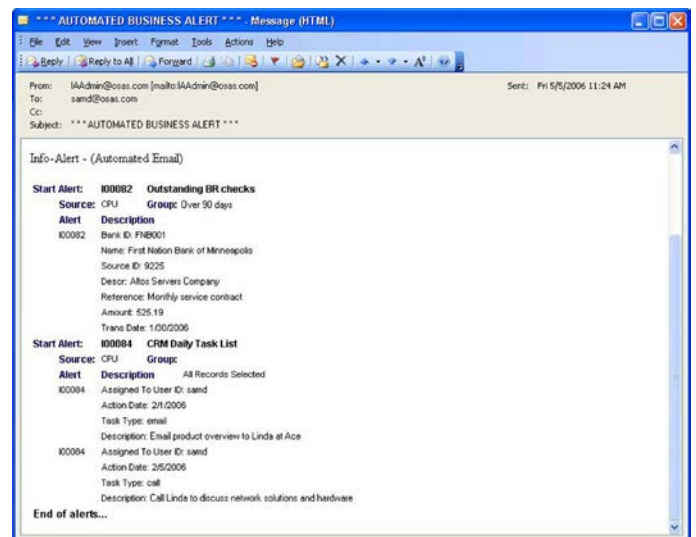 * * * AUTOMATED BUSINESS ALERT * * * - Message (HTML)
File Edit View Insert Format Tools Actions Help
Reply Reply to All Forward
From: IAAdmin@osas.com [mailto:IAAdmin@osas.com] Sent: Fri 5/5/2006 11:24 AM
To: samd@osas.com
Cc:
Subject: * * * AUTOMATED BUSINESS ALERT * * *
Info-Alert - (Automated Email)
Start Alert: I00082 Outstanding BR checks
Source: CPU Group: Over 90 days
Alert Description
I00082 Bank ID: FNB001
Name: First Nation Bank of Minneapolis
Source ID: 9225
Descr: Altos Servers Company
Reference: Monthly service contract
Amount: 525.19
Trans Date: 1/30/2006
Start Alert: I00084 CRM Daily Task List
Source: CPU Group:
Alert Description All Records Selected
I00084 Assigned To User ID: samd
Action Date: 2/1/2006
Task Type: email
Description: Email product overview to Linda at Ace
I00084 Assigned To User ID: samd
Action Date: 2/5/2006
Task Type: call
Description: Call Linda to discuss network solutions and hardware
End of alerts...